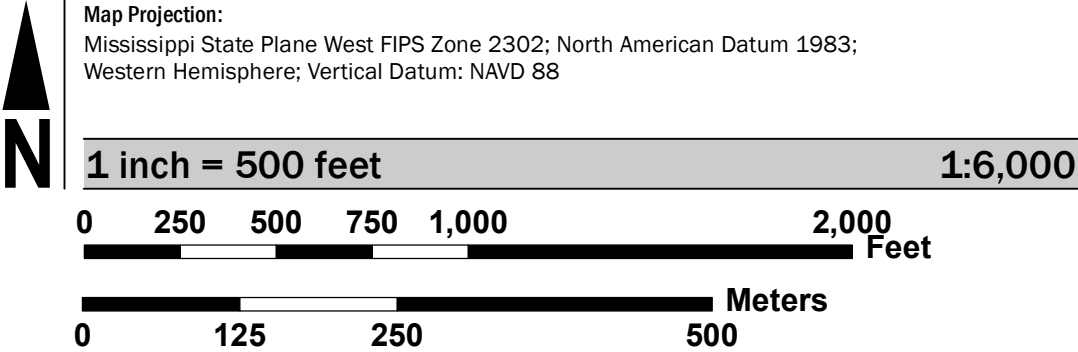 N
Map Projection:
Mississippi State Plane West FIPS Zone 2302; North American Datum 1983;
Western Hemisphere; Vertical Datum: NAVD 88
1 inch = 500 feet 1:6,000
0 250 500 750 1,000 2,000
Feet
Meters
0 125 250 500